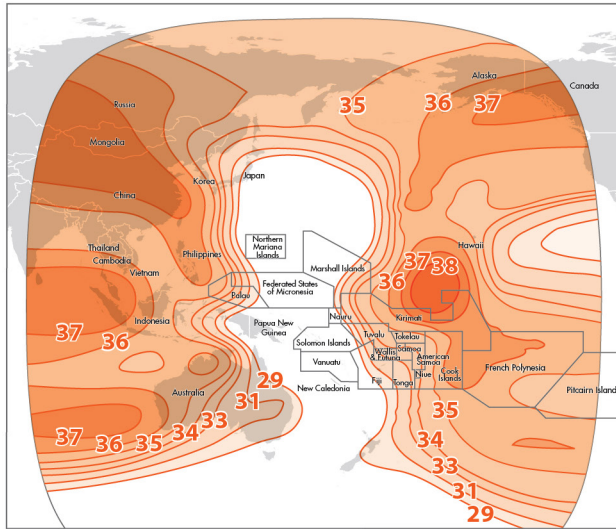 Alaska
Canada
35
36
37
Russia
Mongolia
Korea
Japan
China
Hawaii
Northern
Mariana
Islands
Thailand
Cambodia
Vietnam
Philippines
Marshall Islands
37
38
36
Federated States
of Micronesia
Palau
Indonesia
Nauru
Kirimati
37
36
Papua New
Guinea
Tuvalu
Tokelau
Solomon Islands
Wallis
& Futuna
Samoa
American
Samoa
Vanuatu
French Polynesia
Niue
Cook
Islands
Fiji
Tonga
29
New Caledonia
Pitcairn Island
Australia
31
35
33
34
37
36
35
34
33
31
29